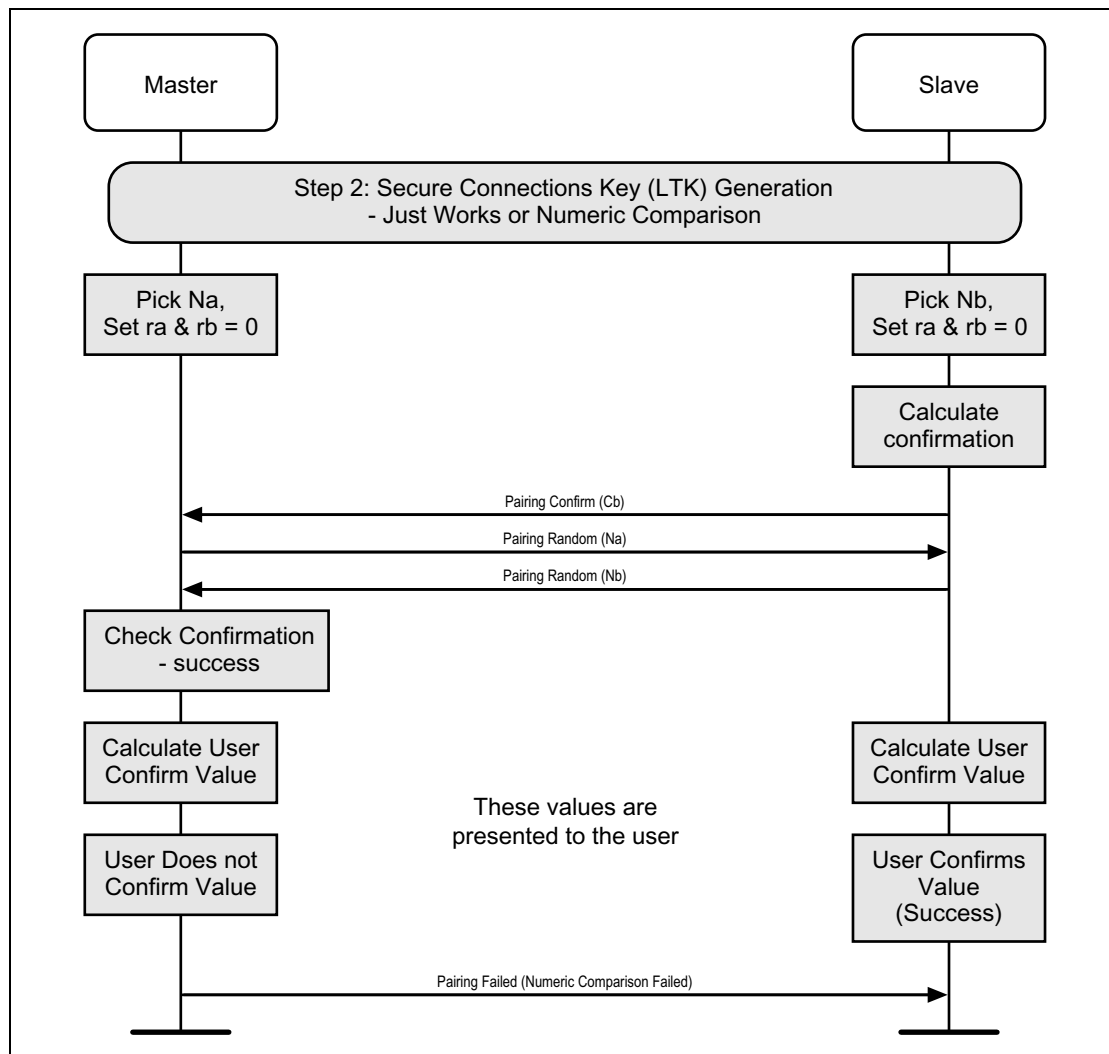 Master
Slave
Step 2: Secure Connections Key (LTK) Generation
- Just Works or Numeric Comparison
Pick Na,
Set ra & rb = 0
Pick Nb,
Set ra & rb = 0
Calculate
confirmation
Pairing Confirm (Cb)
Pairing Random (Na)
Pairing Random (Nb)
Check Confirmation
- success
Calculate User
Confirm Value
Calculate User
Confirm Value
These values are
presented to the user
User Does not
Confirm Value
User Confirms
Value
(Success)
Pairing Failed (Numeric Comparison Failed)